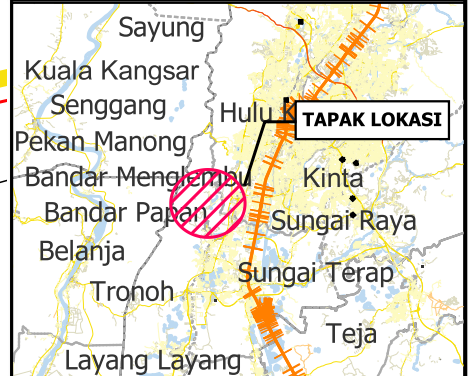 Sayung
Kuala Kangsar
Senggang
Hulu K
TAPAK LOKASI
Pekan Manong
Bandar Menglembu
Kinta
Bandar Papan
Sungai Raya
Belanja
Sungai Terap
Tronoh
Teja
Layang Layang